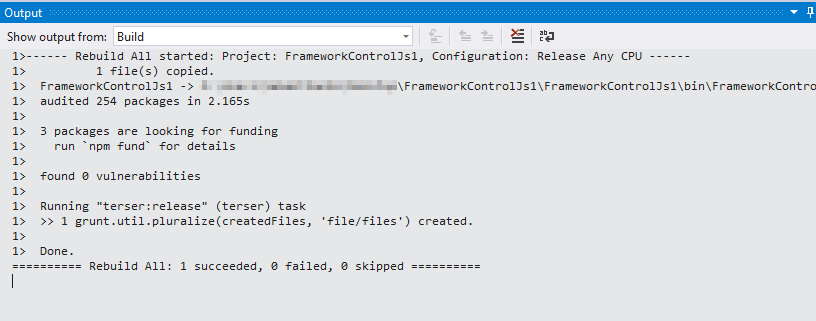 Output
Show output from: Build
1>------ Rebuild All started: Project: FrameworkControlJs1, Configuration: Release Any CPU ------
1>        1 file(s) copied.
1>  FrameworkControlJs1 -> \FrameworkControlJs1\FrameworkControlJs1\bin\FrameworkContro
1>  audited 254 packages in 2.165s
1>
1>  3 packages are looking for funding
1>    run `npm fund` for details
1>
1>  found 0 vulnerabilities
1>
1>  Running "terser:release" (terser) task
1>  >> 1 grunt.util.pluralize(createdFiles, 'file/files') created.
1>
1>  Done.
========== Rebuild All: 1 succeeded, 0 failed, 0 skipped ==========